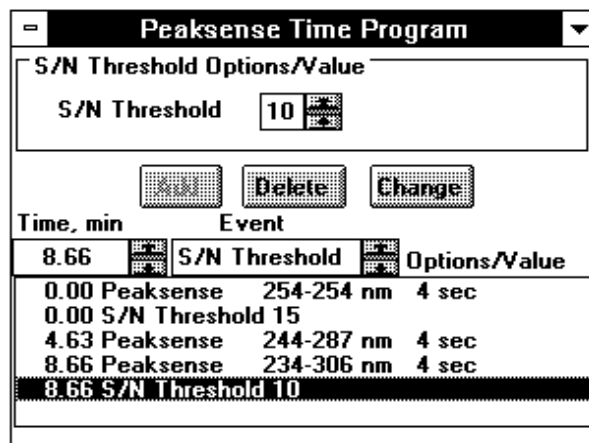 Peaksense Time Program
S/N Threshold Options/Value
S/N Threshold 10
Add Delete Change
Time, min Event
8.66 S/N Threshold Options/Value
0.00 Peaksense 254-254 nm 4 sec
0.00 S/N Threshold 15
4.63 Peaksense 244-287 nm 4 sec
8.66 Peaksense 234-306 nm 4 sec
8.66 S/N Threshold 10